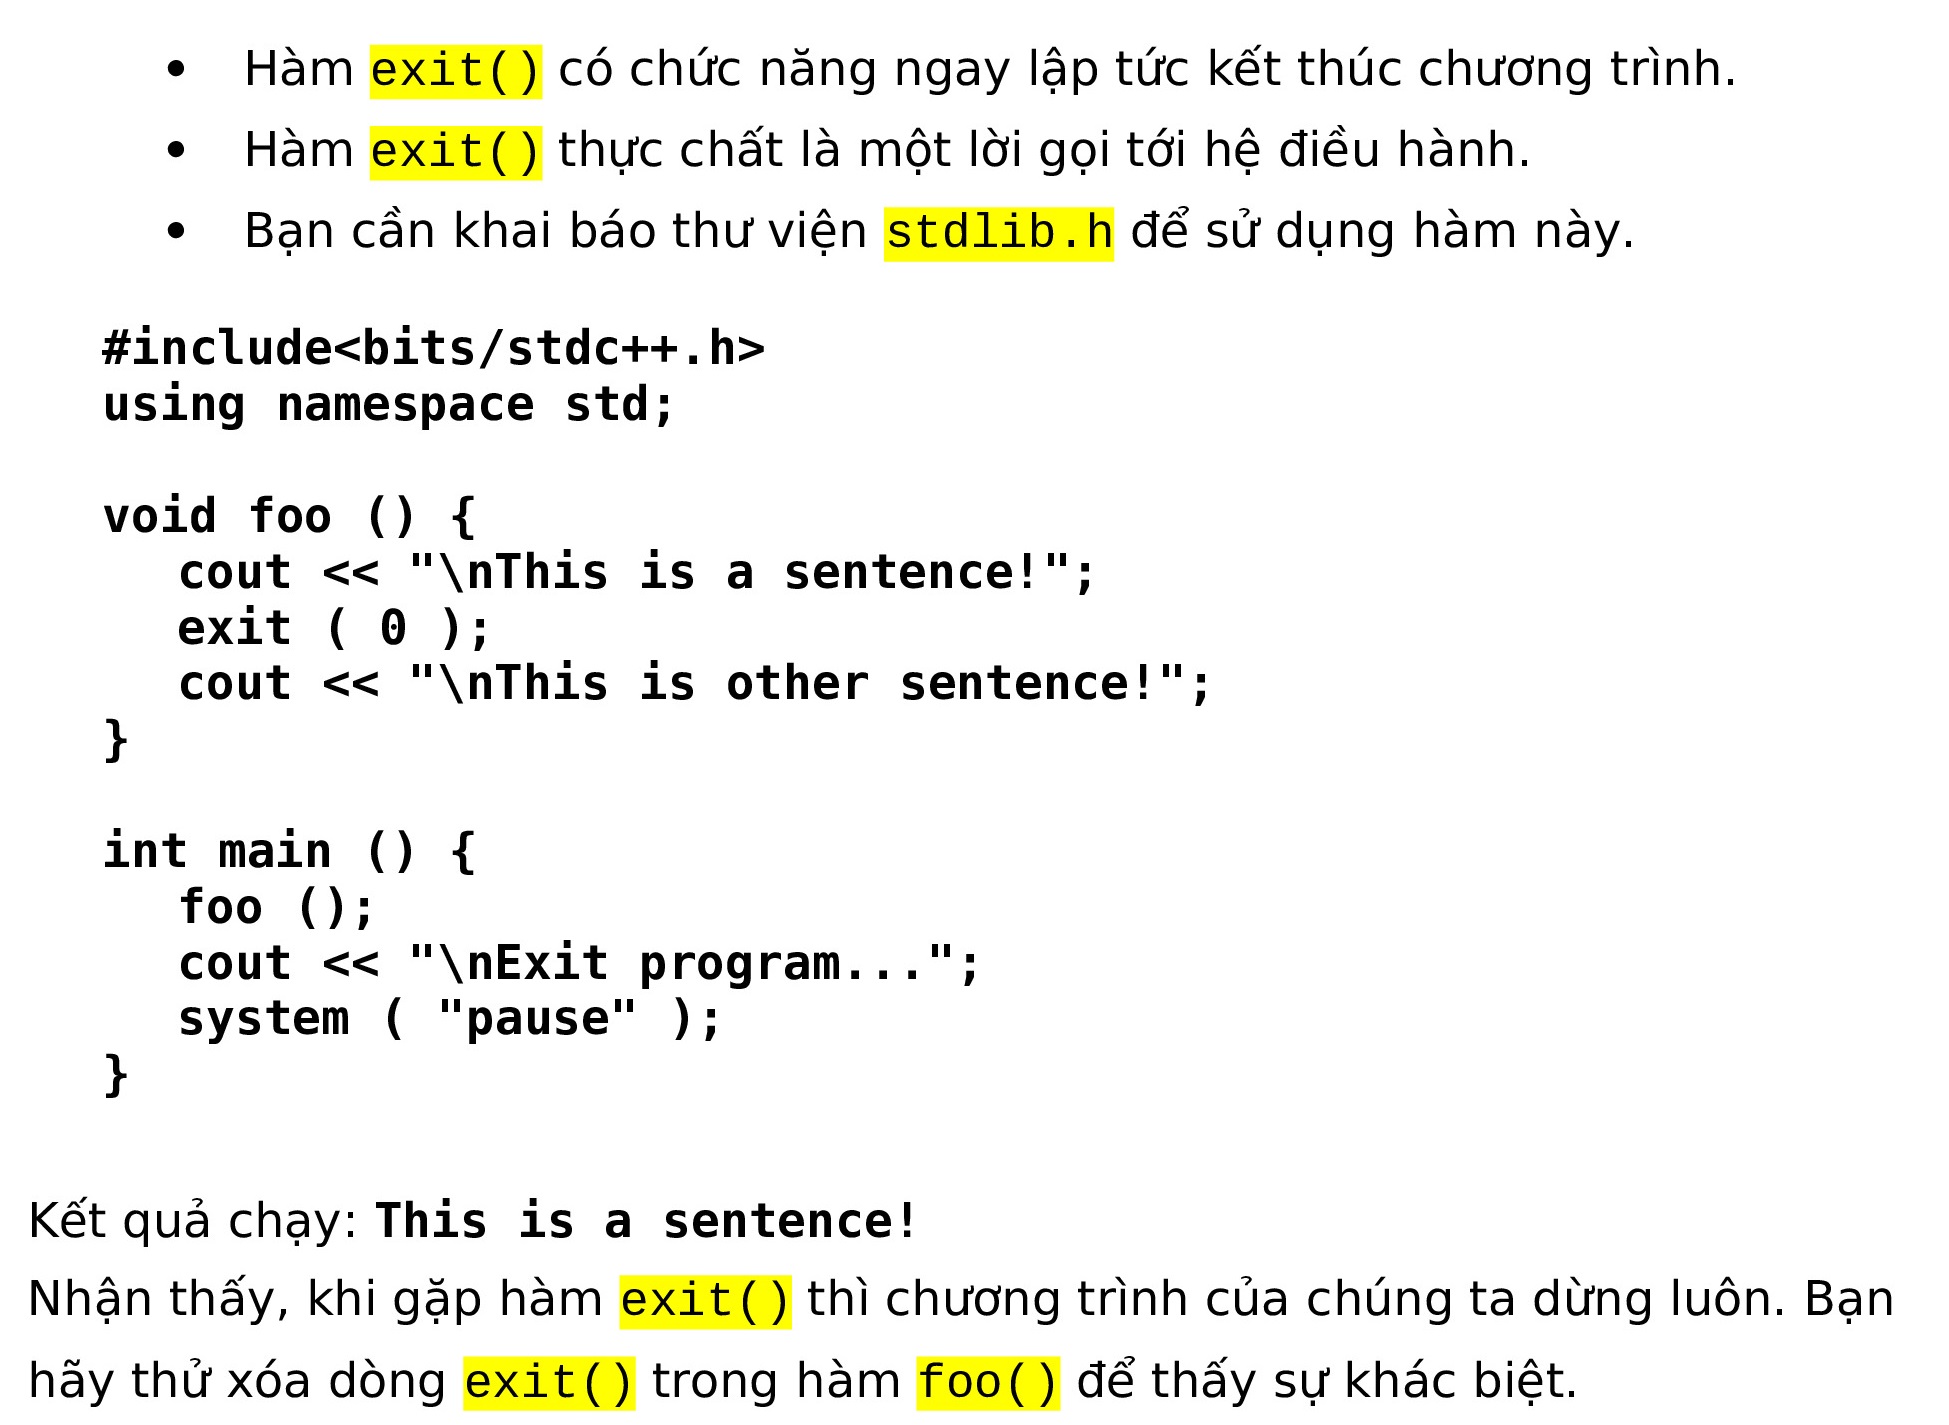 • Hàm exit() có chức năng ngay lập tức kết thúc chương trình.
• Hàm exit() thực chất là một lời gọi tới hệ điều hành.
• Bạn cần khai báo thư viện stdlib.h để sử dụng hàm này.
#include<bits/stdc++.h>
using namespace std;
void foo () {
cout << "\nThis is a sentence!";
exit ( 0 );
cout << "\nThis is other sentence!";
}
int main () {
foo ();
cout << "\nExit program...";
system ( "pause" );
}
Kết quả chạy: This is a sentence!
Nhận thấy, khi gặp hàm exit() thì chương trình của chúng ta dừng luôn. Bạn
hãy thử xóa dòng exit() trong hàm foo() để thấy sự khác biệt.